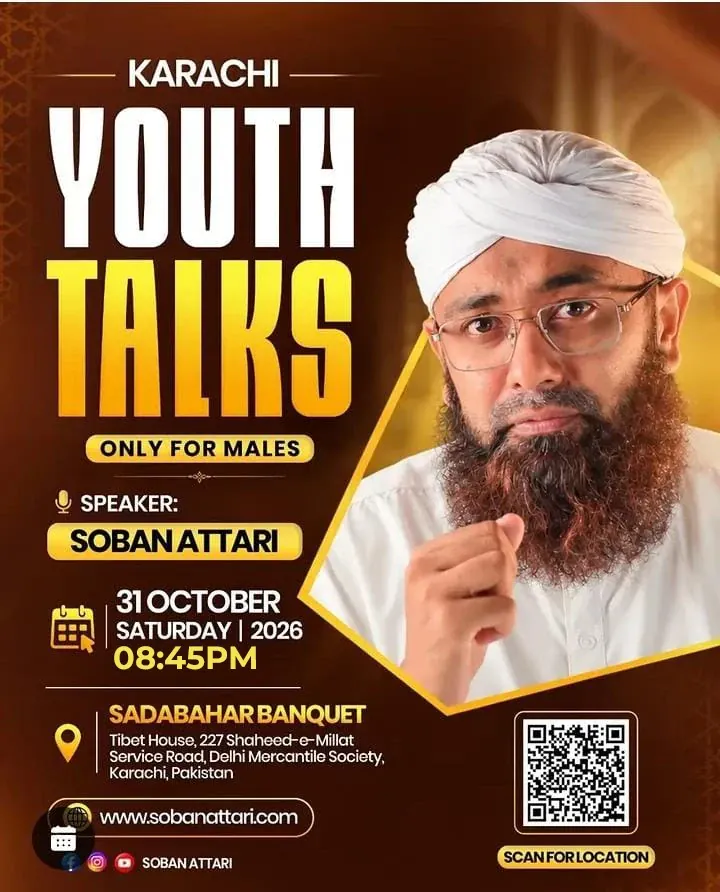 KARACHI
YOUTH
TALKS
ONLY FOR MALES
SPEAKER:
SOBAN ATTARI
31 OCTOBER
SATURDAY | 2026
08:45PM
SADABAHAR BANQUET
Tibet House, 227 Shaheed-e-Millat
Service Road, Delhi Mercantile Society,
Karachi, Pakistan
www.sobanattari.com
SOBAN ATTARI
SCAN FOR LOCATION